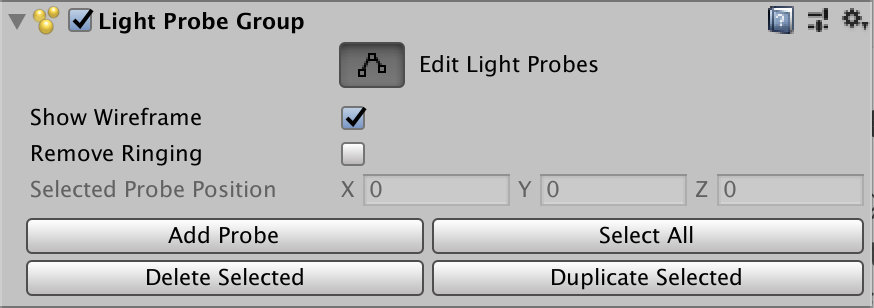 Light Probe Group
Edit Light Probes
Show Wireframe
Remove Ringing
Selected Probe Position X 0 Y 0 Z 0
Add Probe Select All
Delete Selected Duplicate Selected